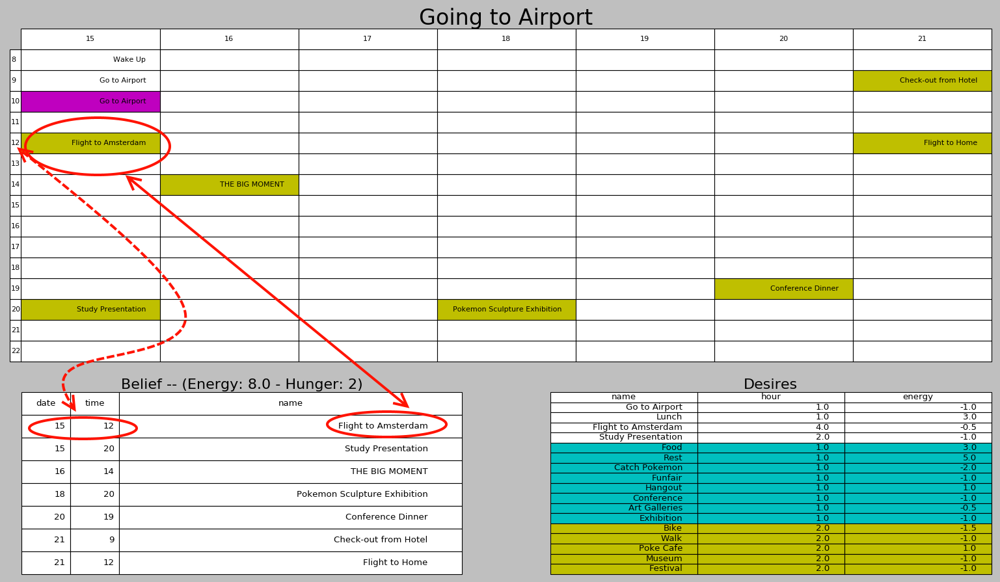 Going to Airport
15 16 17 18 19 20 21
8 Wake Up
9 Go to Airport Check-out from Hotel
10 Go to Airport
11
12 Flight to Amsterdam Flight to Home
13
14 THE BIG MOMENT
15
16
17
18
19 Conference Dinner
20 Study Presentation Pokemon Sculpture Exhibition
21
22
Belief -- (Energy: 8.0 - Hunger: 2)
date time name
15 12 Flight to Amsterdam
15 20 Study Presentation
16 14 THE BIG MOMENT
18 20 Pokemon Sculpture Exhibition
20 19 Conference Dinner
21 9 Check-out from Hotel
21 12 Flight to Home
Desires
name hour energy
Go to Airport 1.0 -1.0
Lunch 1.0 3.0
Flight to Amsterdam 4.0 -0.5
Study Presentation 2.0 -1.0
Food 1.0 3.0
Rest 1.0 5.0
Catch Pokemon 1.0 -2.0
Funfair 1.0 -1.0
Hangout 1.0 1.0
Conference 1.0 -1.0
Art Galleries 1.0 -0.5
Exhibition 1.0 -1.0
Bike 2.0 -1.5
Walk 2.0 -1.0
Poke Cafe 2.0 1.0
Museum 2.0 -1.0
Festival 2.0 -1.0